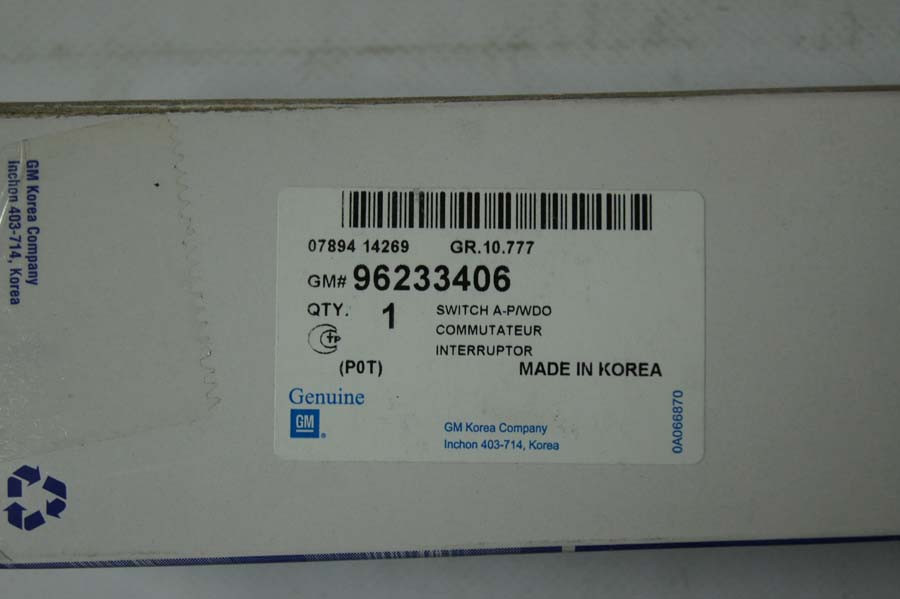 GM Korea Company
Inchon 403-714, Korea
07894 14269 GR.10.777
GM# 96233406
QTY. 1 SWITCH A-P/WDO
COMMUTATEUR
INTERRUPTOR
(P0T) MADE IN KOREA
Genuine
GM
GM Korea Company
Inchon 403-714, Korea
0A066870